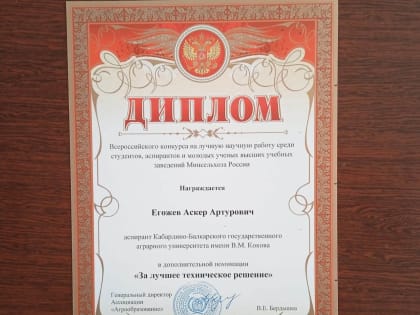 ДИПЛОМ
Всероссийского конкурса на лучшую научную работу среди
студентов, аспирантов и молодых ученых высших учебных
заведений Минсельхоза России
Награждается
Егожев Аскер Артурович
аспирант Кабардино-Балкарского государственного
аграрного университета имени В.М. Кокова
в дополнительной номинации
«За лучшее техническое решение»
Генеральный директор
Ассоциации
«Агрообразование»
В.Е. Бердышев